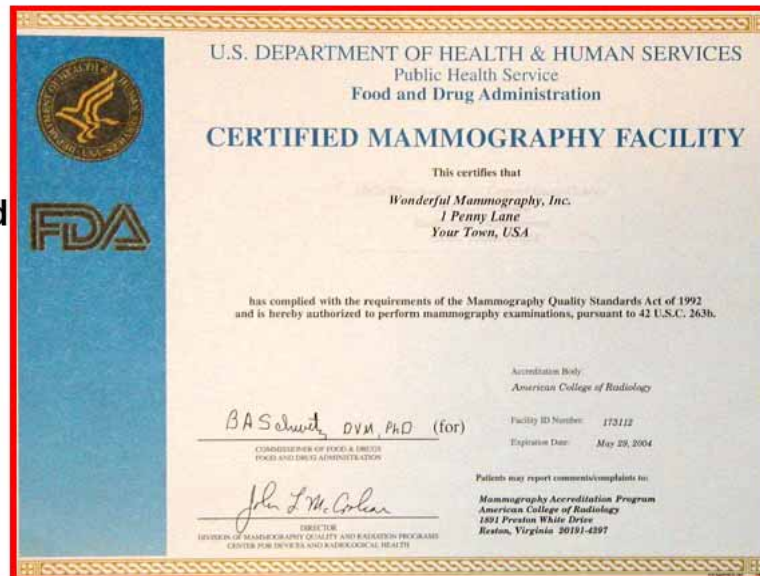 U.S. DEPARTMENT OF HEALTH & HUMAN SERVICES
Public Health Service
Food and Drug Administration
CERTIFIED MAMMOGRAPHY FACILITY
This certifies that
Wonderful Mammography, Inc.
1 Penny Lane
Your Town, USA
FDA
has complied with the requirements of the Mammography Quality Standards Act of 1992
and is hereby authorized to perform mammography examinations, pursuant to 42 U.S.C. 263b.
Accreditation Body:
American College of Radiology
Facility ID Number: 173112
Expiration Date: May 29, 2004
DVM, PhD (for)
COMMISSIONER OF FOOD & DRUGS
FOOD AND DRUG ADMINISTRATION
Patients may report comments/complaints to:
Mammography Accreditation Program
American College of Radiology
1891 Preston White Drive
Reston, Virginia 20191-4397
John L McCrohan
DIRECTOR
DIVISION OF MAMMOGRAPHY QUALITY AND RADIATION PROGRAMS
CENTER FOR DEVICES AND RADIOLOGICAL HEALTH